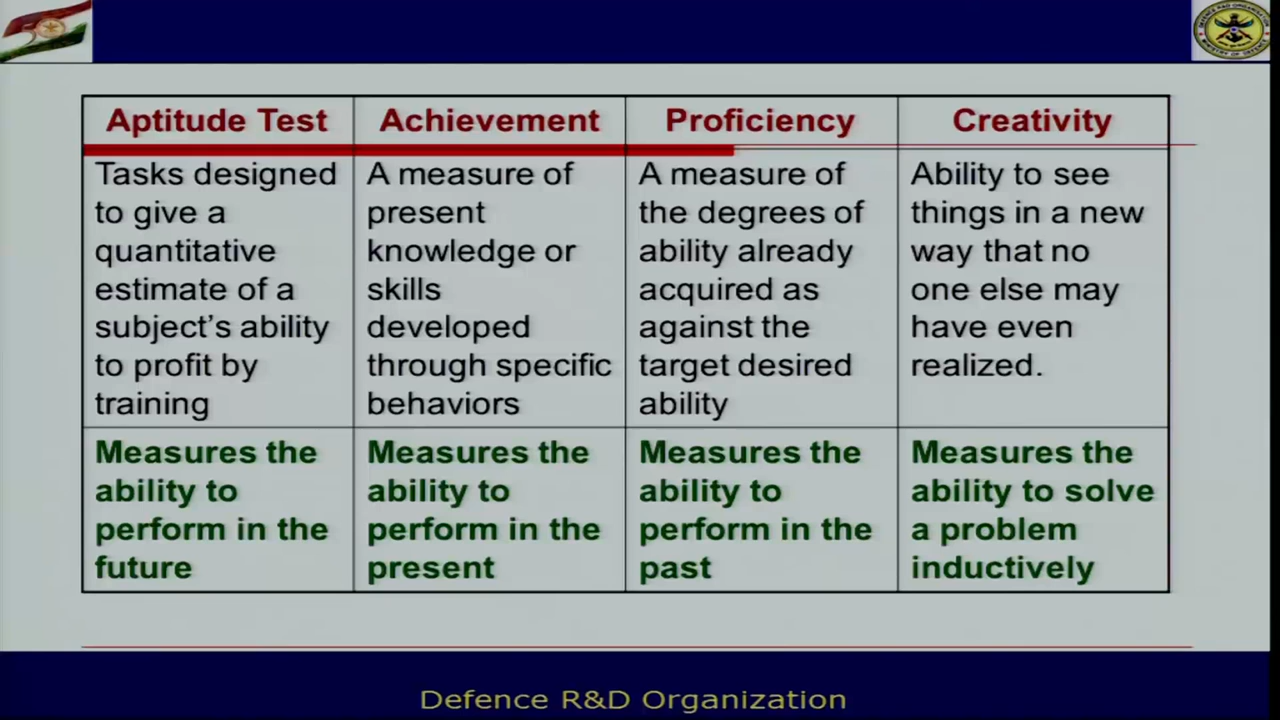 Aptitude Test
Achievement
Proficiency
Creativity
Tasks designed
to give a
quantitative
estimate of a
subject's ability
to profit by
training
A measure of
present
knowledge or
skills
developed
through specific
behaviors
A measure of
the degrees of
ability already
acquired as
against the
target desired
ability
Ability to see
things in a new
way that no
one else may
have even
realized.
Measures the
ability to
perform in the
future
Measures the
ability to
perform in the
present
Measures the
ability to
perform in the
past
Measures the
ability to solve
a problem
inductively
Defence R&D Organization